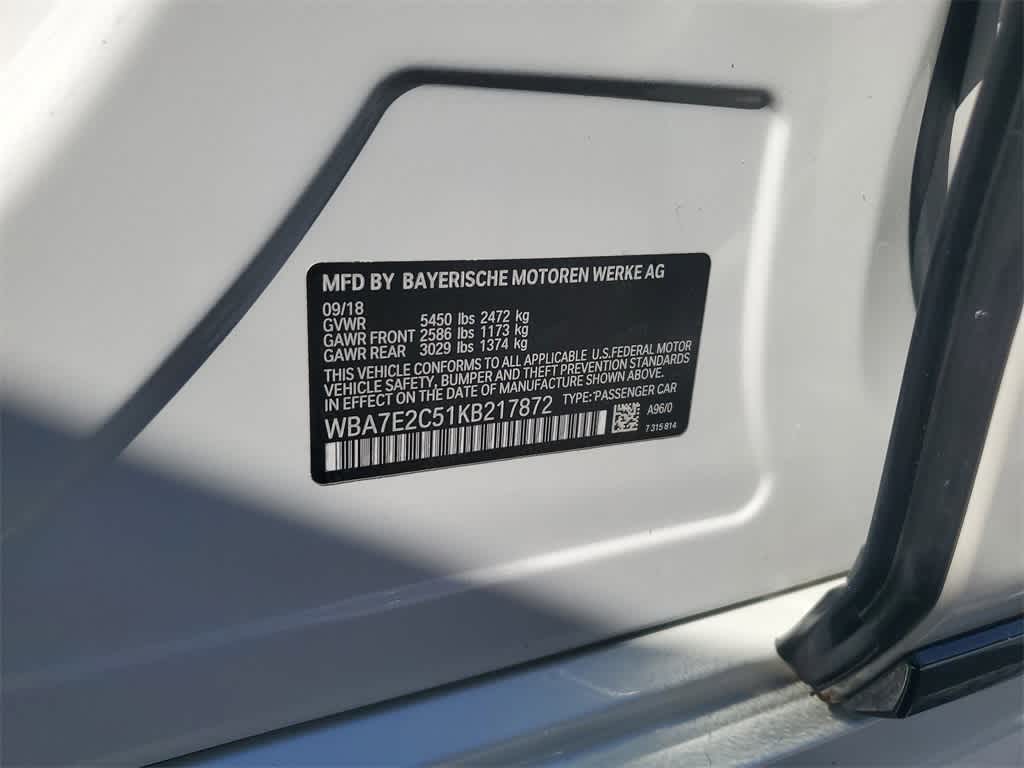 MFD BY BAYERISCHE MOTOREN WERKE AG
09/18
GVWR 5450 lbs 2472 kg
GAWR FRONT 2586 lbs 1173 kg
GAWR REAR 3029 lbs 1374 kg
THIS VEHICLE CONFORMS TO ALL APPLICABLE U.S.FEDERAL MOTOR
VEHICLE SAFETY, BUMPER AND THEFT PREVENTION STANDARDS
IN EFFECT ON THE DATE OF MANUFACTURE SHOWN ABOVE.
WBA7E2C51KB217872 TYPE:PASSENGER CAR
A96/0
7 315 814